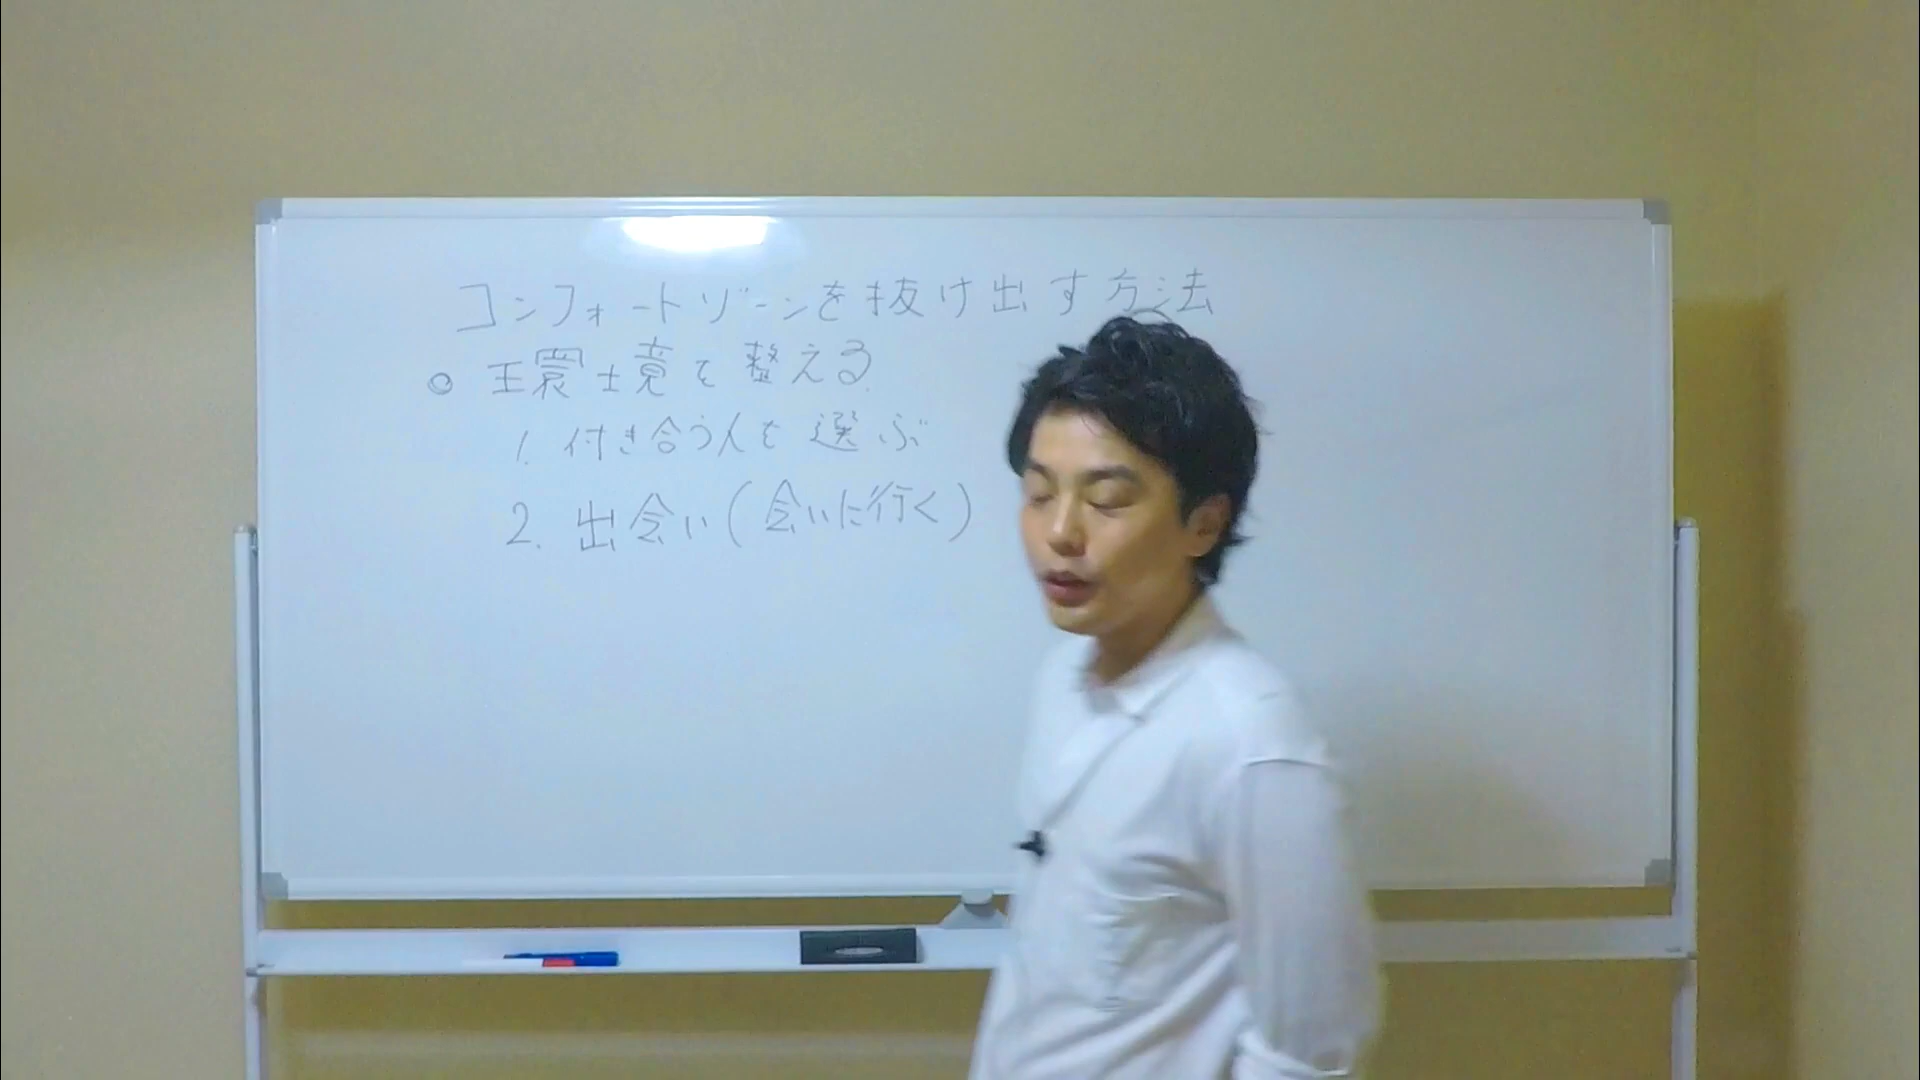 コンフォートゾーンを抜け出す方法
◎ 環境を整える
1. 付き合う人を選ぶ
2. 出会い(会いに行く)